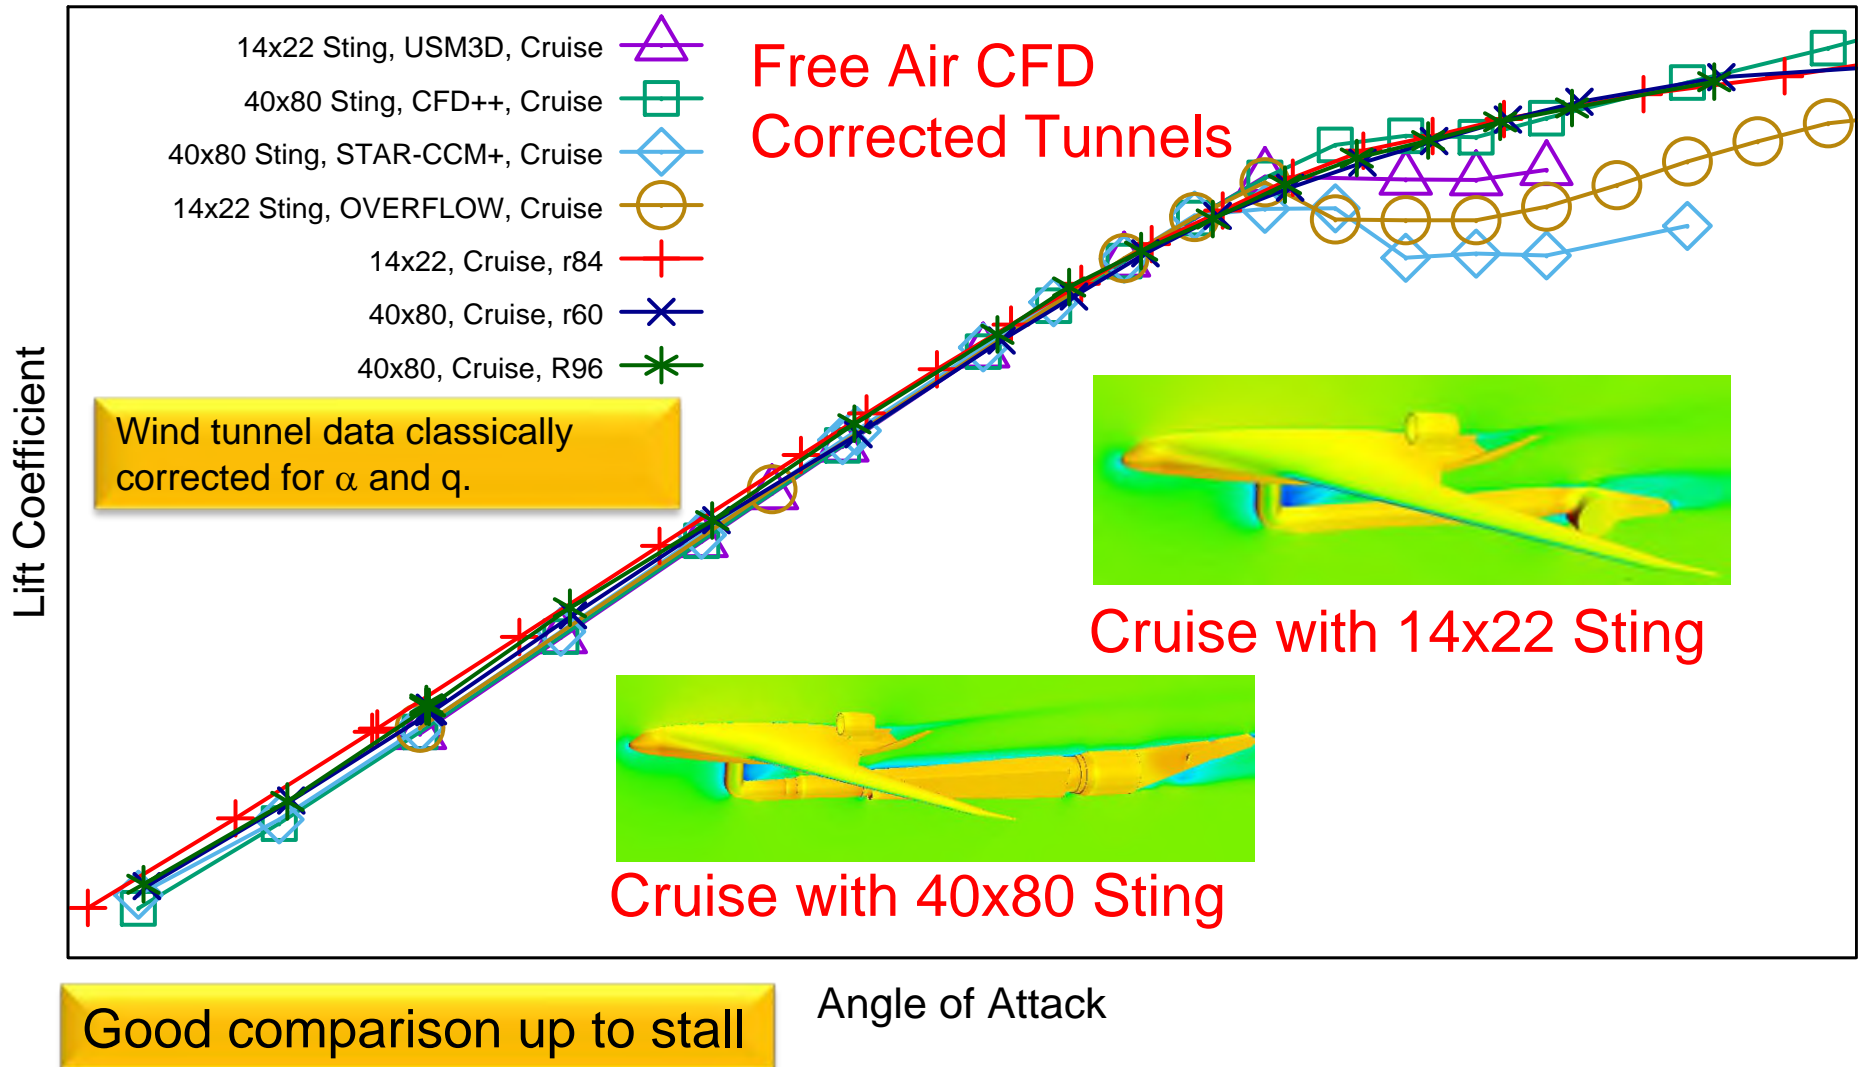 14x22 Sting, USM3D, Cruise
40x80 Sting, CFD++, Cruise
40x80 Sting, STAR-CCM+, Cruise
14x22 Sting, OVERFLOW, Cruise
14x22, Cruise, r84
40x80, Cruise, r60
40x80, Cruise, R96
Free Air CFD
Corrected Tunnels
Wind tunnel data classically
corrected for α and q.
Lift Coefficient
Cruise with 14x22 Sting
Cruise with 40x80 Sting
Angle of Attack
Good comparison up to stall